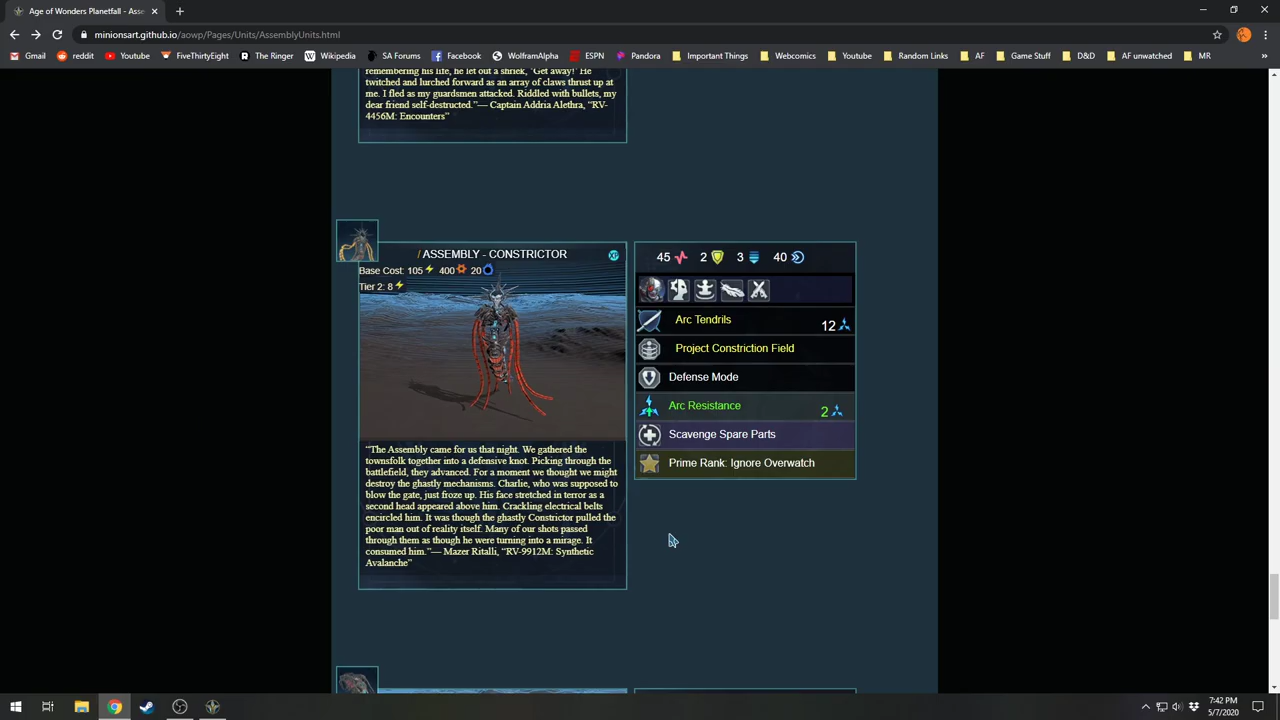 Age of Wonders Planetfall - Asse
minionsart.github.io/aowp/Pages/Units/AssemblyUnits.html
Gmail reddit Youtube FiveThirtyEight The Ringer Wikipedia SA Forums Facebook WolframAlpha ESPN Pandora Important Things Webcomics Youtube Random Links AF Game Stuff D&D AF unwatched MR
remembering his life, he let out a shriek, "Get away!" He
twitched and lurched forward as an array of claws thrust up at
me. I fled as my guardsmen attacked. Riddled with bullets, my
dear friend self-destructed."— Captain Addria Alethra, "RV-
4456M: Encounters"
/ ASSEMBLY - CONSTRICTOR
XP
Base Cost: 105 400 20
Tier 2: 8
"The Assembly came for us that night. We gathered the
townsfolk together into a defensive knot. Picking through the
battlefield, they advanced. For a moment we thought we might
destroy the ghastly mechanisms. Charlie, who was supposed to
blow the gate, just froze up. His face stretched in terror as a
second head appeared above him. Crackling electrical belts
encircled him. It was though the ghastly Constrictor pulled the
poor man out of reality itself. Many of our shots passed
through them as though he were turning into a mirage. It
consumed him."— Mazer Ritalli, "RV-9912M: Synthetic
Avalanche"
45 2 3 40
Arc Tendrils 12
Project Constriction Field
Defense Mode
Arc Resistance 2
Scavenge Spare Parts
Prime Rank: Ignore Overwatch
7:42 PM
5/7/2020